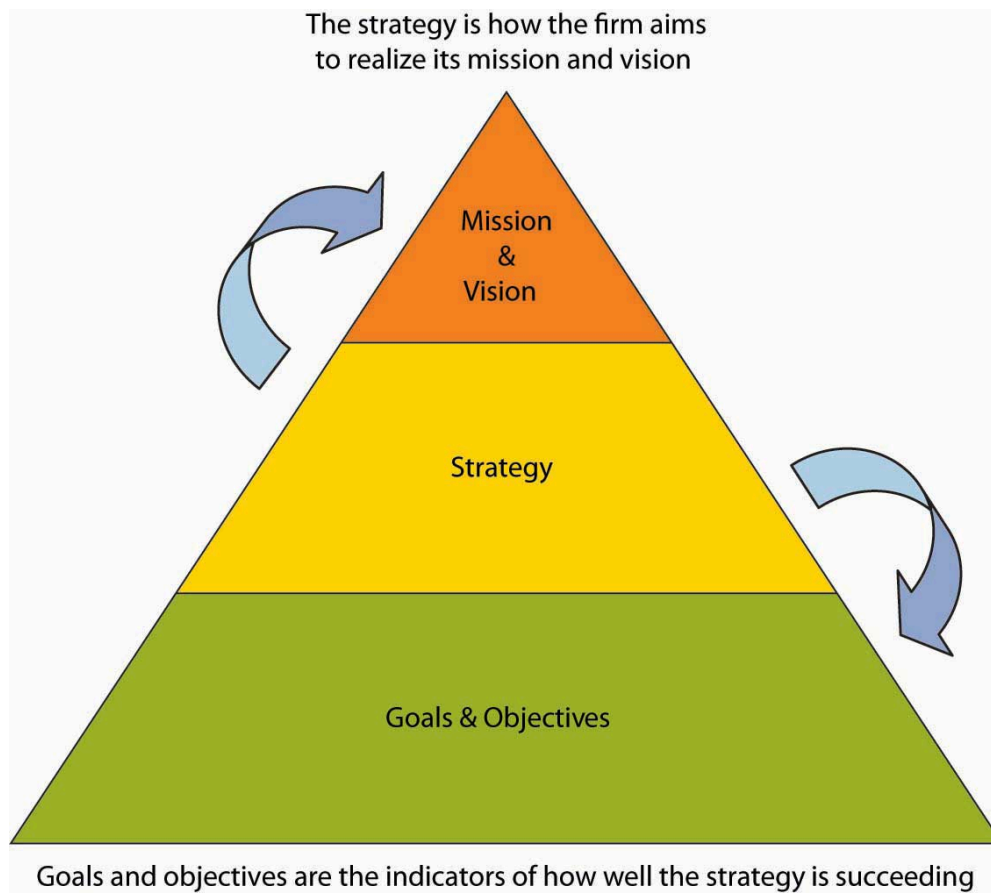 The strategy is how the firm aims
to realize its mission and vision
Mission
&
Vision
Strategy
Goals & Objectives
Goals and objectives are the indicators of how well the strategy is succeeding